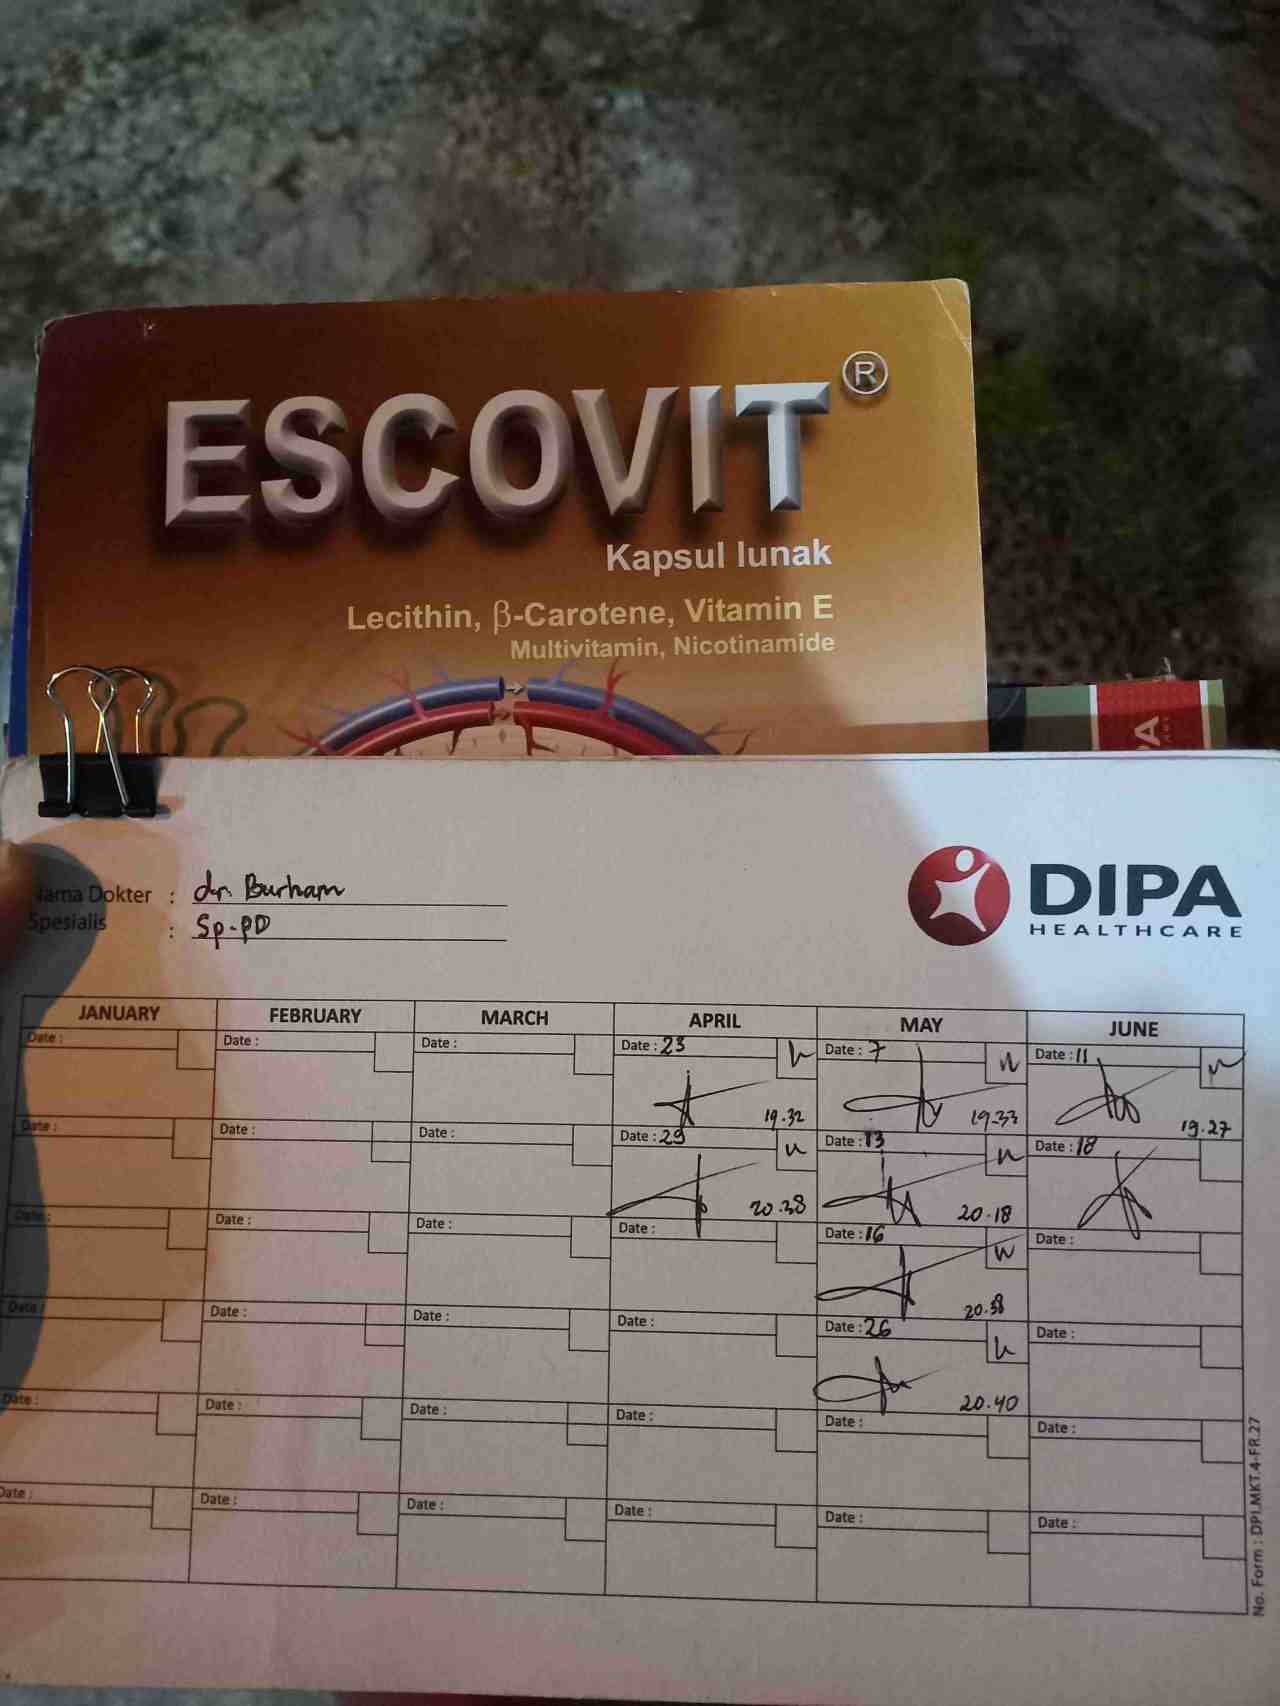 ESCOVIT®
Kapsul lunak
Lecithin, β-Carotene, Vitamin E
Multivitamin, Nicotinamide
Nama Dokter : dr. Burham
Spesialis : Sp-PD
DIPA
HEALTHCARE
JANUARY FEBRUARY MARCH APRIL MAY JUNE
Date : Date : Date : Date : 23 Date : 7 Date : 11
19.32 19.33 19.27
Date : Date : Date : Date : 29 Date : 13 Date : 18
20.38 20.18
Date : Date : Date : Date : Date : 16 Date :
20.38
Date : Date : Date : Date : Date : 26 Date :
20.40
Date : Date : Date : Date : Date : Date :
Date : Date : Date : Date : Date : Date :
No. Form : DPI.MKT.4-FR.27